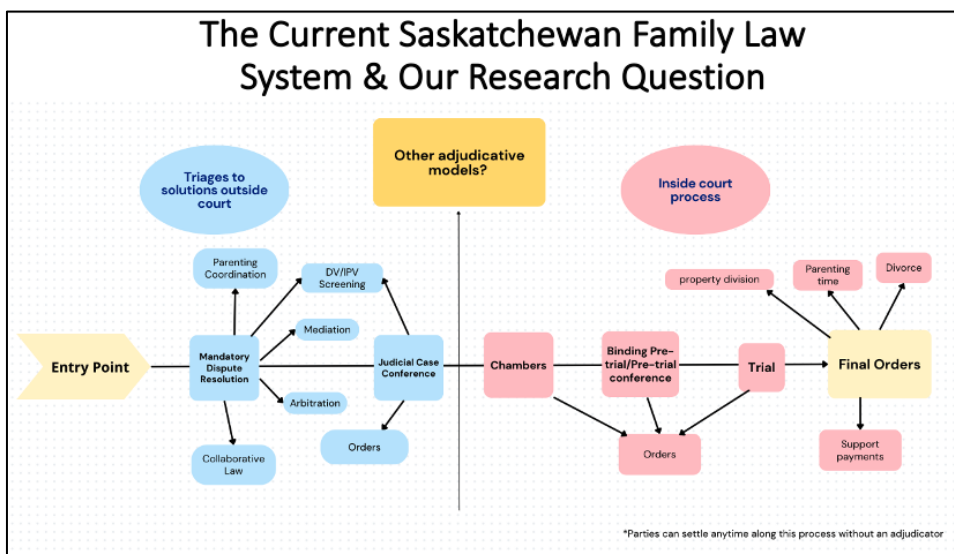 The Current Saskatchewan Family Law
System & Our Research Question
Other adjudicative
models?
Triages to
solutions outside
court
Inside court
process
Parenting
Coordination
DV/IPV
Screening
property division
Parenting
time
Divorce
Mediation
Entry Point
Mandatory
Dispute
Resolution
Judicial Case
Conference
Chambers
Binding Pre-
trial/Pre-trial
conference
Trial
Final Orders
Arbitration
Collaborative
Law
Orders
Orders
Support
payments
*Parties can settle anytime along this process without an adjudicator